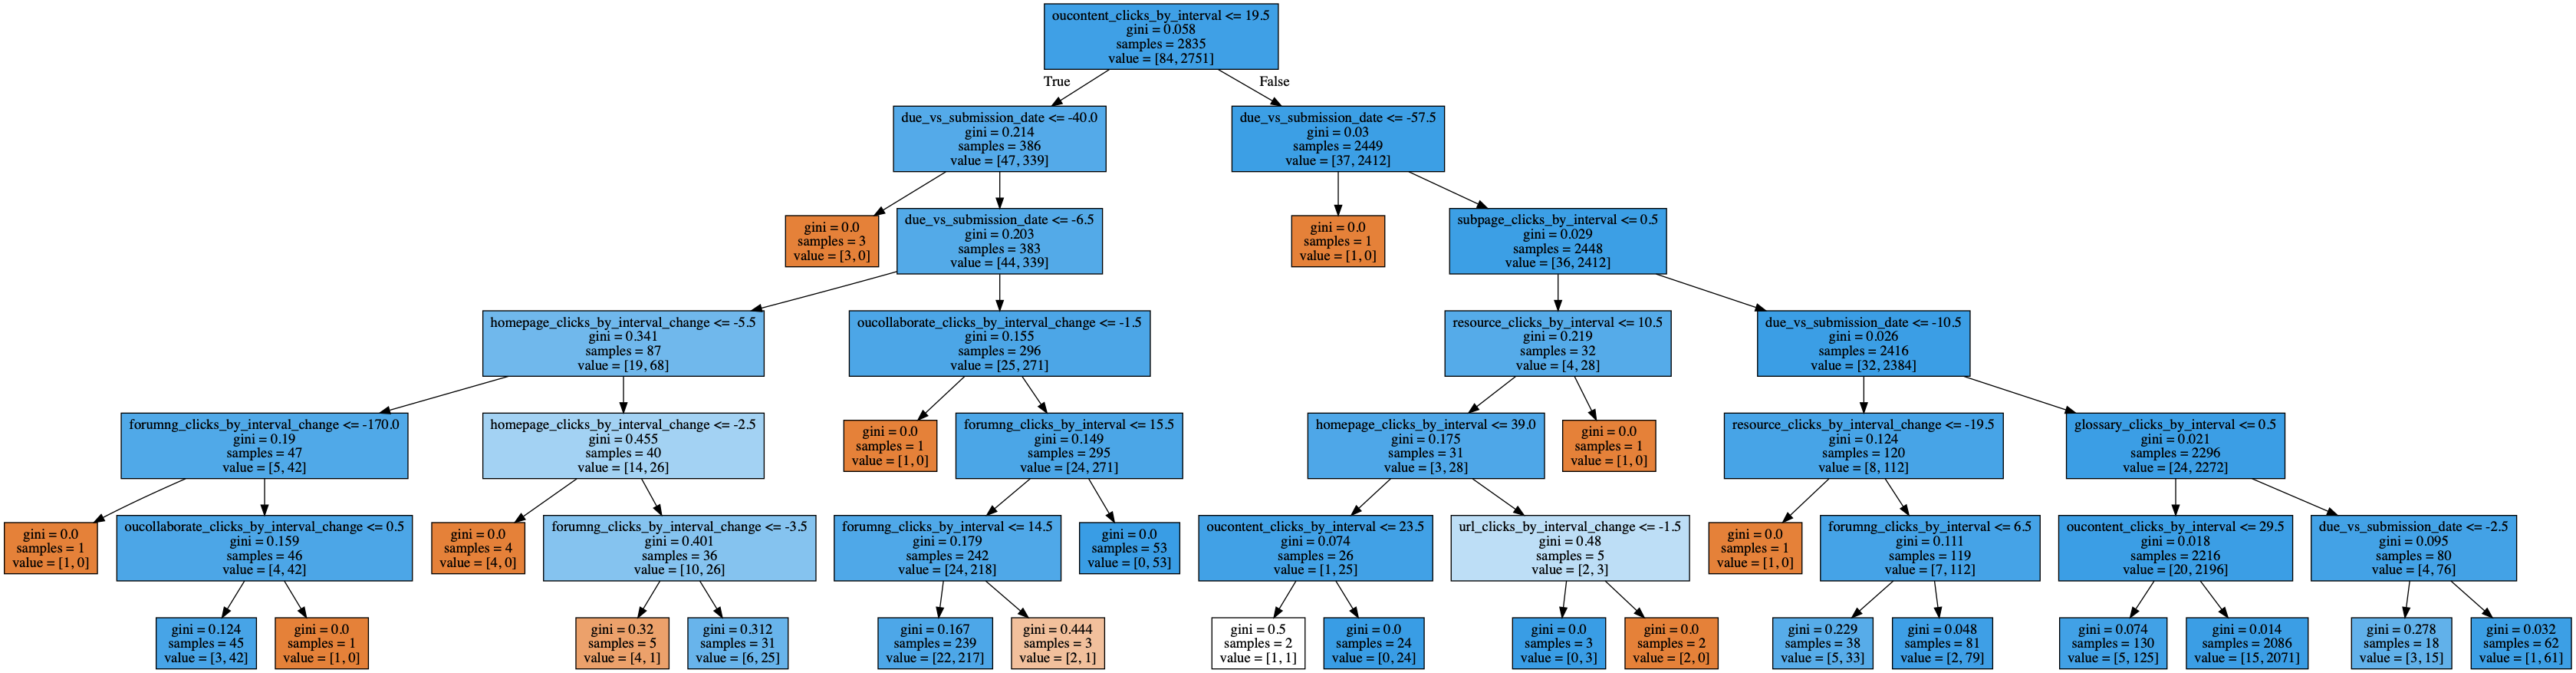 oucontent_clicks_by_interval <= 19.5
gini = 0.058
samples = 2835
value = [84, 2751]
True
False
due_vs_submission_date <= -40.0
gini = 0.214
samples = 386
value = [47, 339]
due_vs_submission_date <= -57.5
gini = 0.03
samples = 2449
value = [37, 2412]
gini = 0.0
samples = 3
value = [3, 0]
due_vs_submission_date <= -6.5
gini = 0.203
samples = 383
value = [44, 339]
gini = 0.0
samples = 1
value = [1, 0]
subpage_clicks_by_interval <= 0.5
gini = 0.029
samples = 2448
value = [36, 2412]
homepage_clicks_by_interval_change <= -5.5
gini = 0.341
samples = 87
value = [19, 68]
oucollaborate_clicks_by_interval_change <= -1.5
gini = 0.155
samples = 296
value = [25, 271]
resource_clicks_by_interval <= 10.5
gini = 0.219
samples = 32
value = [4, 28]
due_vs_submission_date <= -10.5
gini = 0.026
samples = 2416
value = [32, 2384]
forumng_clicks_by_interval_change <= -170.0
gini = 0.19
samples = 47
value = [5, 42]
homepage_clicks_by_interval_change <= -2.5
gini = 0.455
samples = 40
value = [14, 26]
gini = 0.0
samples = 1
value = [1, 0]
forumng_clicks_by_interval <= 15.5
gini = 0.149
samples = 295
value = [24, 271]
homepage_clicks_by_interval <= 39.0
gini = 0.175
samples = 31
value = [3, 28]
gini = 0.0
samples = 1
value = [1, 0]
resource_clicks_by_interval_change <= -19.5
gini = 0.124
samples = 120
value = [8, 112]
glossary_clicks_by_interval <= 0.5
gini = 0.021
samples = 2296
value = [24, 2272]
gini = 0.0
samples = 1
value = [1, 0]
oucollaborate_clicks_by_interval_change <= 0.5
gini = 0.159
samples = 46
value = [4, 42]
gini = 0.0
samples = 4
value = [4, 0]
forumng_clicks_by_interval_change <= -3.5
gini = 0.401
samples = 36
value = [10, 26]
forumng_clicks_by_interval <= 14.5
gini = 0.179
samples = 242
value = [24, 218]
gini = 0.0
samples = 53
value = [0, 53]
oucontent_clicks_by_interval <= 23.5
gini = 0.074
samples = 26
value = [1, 25]
url_clicks_by_interval_change <= -1.5
gini = 0.48
samples = 5
value = [2, 3]
gini = 0.0
samples = 1
value = [1, 0]
forumng_clicks_by_interval <= 6.5
gini = 0.111
samples = 119
value = [7, 112]
oucontent_clicks_by_interval <= 29.5
gini = 0.018
samples = 2216
value = [20, 2196]
due_vs_submission_date <= -2.5
gini = 0.095
samples = 80
value = [4, 76]
gini = 0.124
samples = 45
value = [3, 42]
gini = 0.0
samples = 1
value = [1, 0]
gini = 0.32
samples = 5
value = [4, 1]
gini = 0.312
samples = 31
value = [6, 25]
gini = 0.167
samples = 239
value = [22, 217]
gini = 0.444
samples = 3
value = [2, 1]
gini = 0.5
samples = 2
value = [1, 1]
gini = 0.0
samples = 24
value = [0, 24]
gini = 0.0
samples = 3
value = [0, 3]
gini = 0.0
samples = 2
value = [2, 0]
gini = 0.229
samples = 38
value = [5, 33]
gini = 0.048
samples = 81
value = [2, 79]
gini = 0.074
samples = 130
value = [5, 125]
gini = 0.014
samples = 2086
value = [15, 2071]
gini = 0.278
samples = 18
value = [3, 15]
gini = 0.032
samples = 62
value = [1, 61]